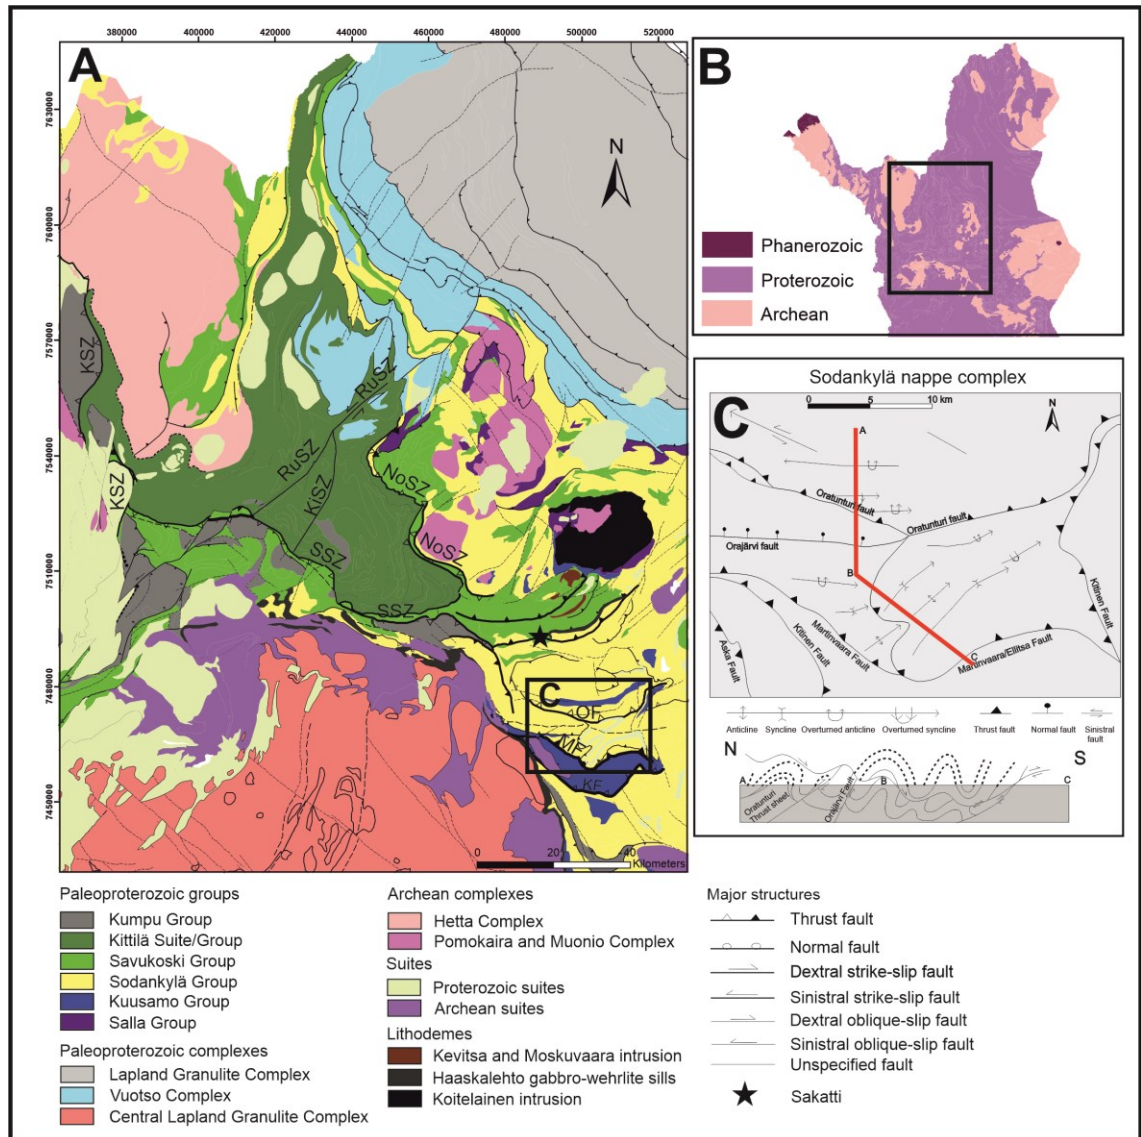 380000 400000 420000 440000 460000 480000 500000 520000
A
N
7630000
7600000
7570000
7540000
7510000
7480000
7450000
KSZ
KSZ
RuSZ
RuSZ
KiSZ
NoSZ
NoSZ
SSZ
SSZ
C
OF
MF
KF
0 20 40
Kilometers
B
Phanerozoic
Proterozoic
Archean
Sodankylä nappe complex
C
0 5 10 km
N
A
Oratunturi fault
Oratunturi fault
Orajärvi fault
B
Kitinen Fault
Martinvaara Fault
Kitinen Fault
Aska Fault
Martinvaara/Ellitsa Fault
C
Anticline Syncline Overturned anticline Overturned syncline Thrust fault Normal fault Sinistral fault
N S
A B C
Oratunturi
Thrust sheet
Orajärvi Fault
Paleoproterozoic groups
Kumpu Group
Kittilä Suite/Group
Savukoski Group
Sodankylä Group
Kuusamo Group
Salla Group
Paleoproterozoic complexes
Lapland Granulite Complex
Vuotso Complex
Central Lapland Granulite Complex
Archean complexes
Hetta Complex
Pomokaira and Muonio Complex
Suites
Proterozoic suites
Archean suites
Lithodemes
Kevitsa and Moskuvaara intrusion
Haaskalehto gabbro-wehrlite sills
Koitelainen intrusion
Major structures
Thrust fault
Normal fault
Dextral strike-slip fault
Sinistral strike-slip fault
Dextral oblique-slip fault
Sinistral oblique-slip fault
Unspecified fault
Sakatti